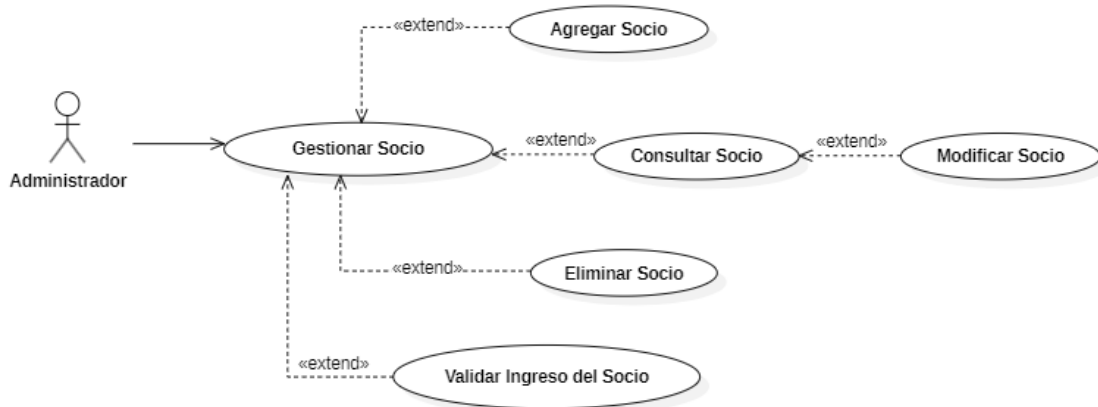 «extend»
Agregar Socio
Administrador
Gestionar Socio
«extend»
Consultar Socio
«extend»
Modificar Socio
«extend»
Eliminar Socio
«extend»
Validar Ingreso del Socio